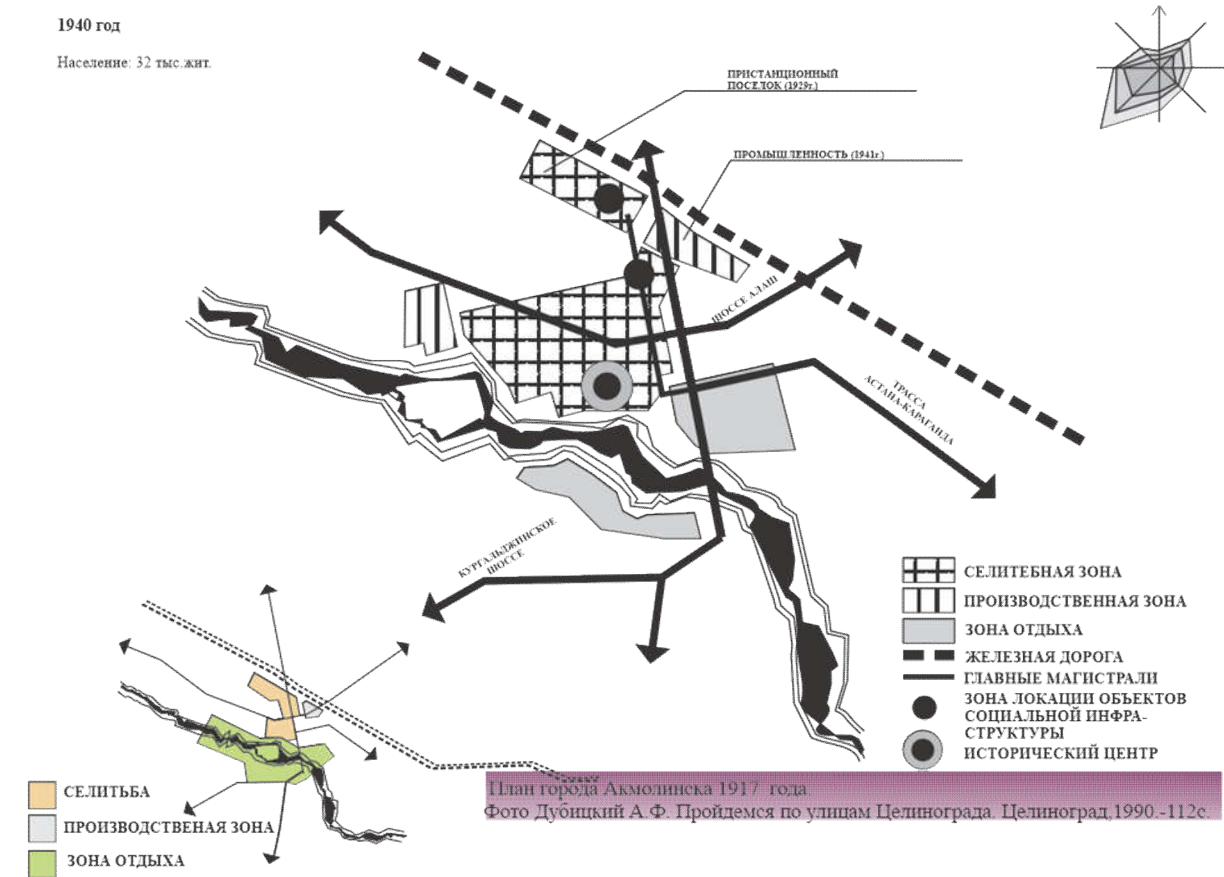 1940 год
Население: 32 тыс.жит.
ПРИСТАНЦИОННЫЙ
ПОСЕЛОК (1929г.)
ПРОМЫШЛЕННОСТЬ (1941г.)
ШОССЕ АЛАШ
ТРАССА
АСТАНА-КАРАГАНДА
КУРГАЛЬДЖИНСКОЕ
ШОССЕ
СЕЛИТЕБНАЯ ЗОНА
ПРОИЗВОДСТВЕННАЯ ЗОНА
ЗОНА ОТДЫХА
ЖЕЛЕЗНАЯ ДОРОГА
ГЛАВНЫЕ МАГИСТРАЛИ
ЗОНА ЛОКАЦИИ ОБЪЕКТОВ
СОЦИАЛЬНОЙ ИНФРА-
СТРУКТУРЫ
ИСТОРИЧЕСКИЙ ЦЕНТР
СЕЛИТЬБА
ПРОИЗВОДСТВЕНАЯ ЗОНА
ЗОНА ОТДЫХА
План города Акмолинска 1917 года.
Фото Дубицкий А.Ф. Пройдемся по улицам Целинограда. Целиноград,1990.-112с.